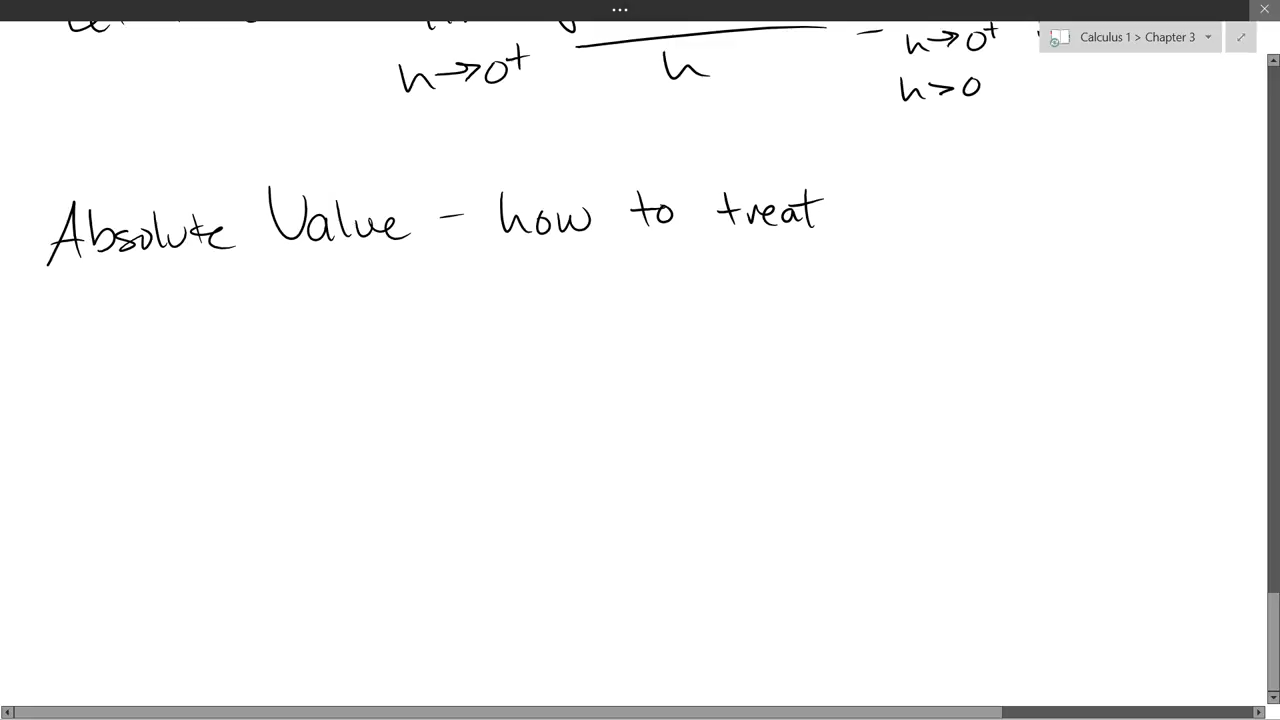 h→0+
h
–
h→0+
h>0
Calculus 1 > Chapter 3
Absolute Value – how to treat